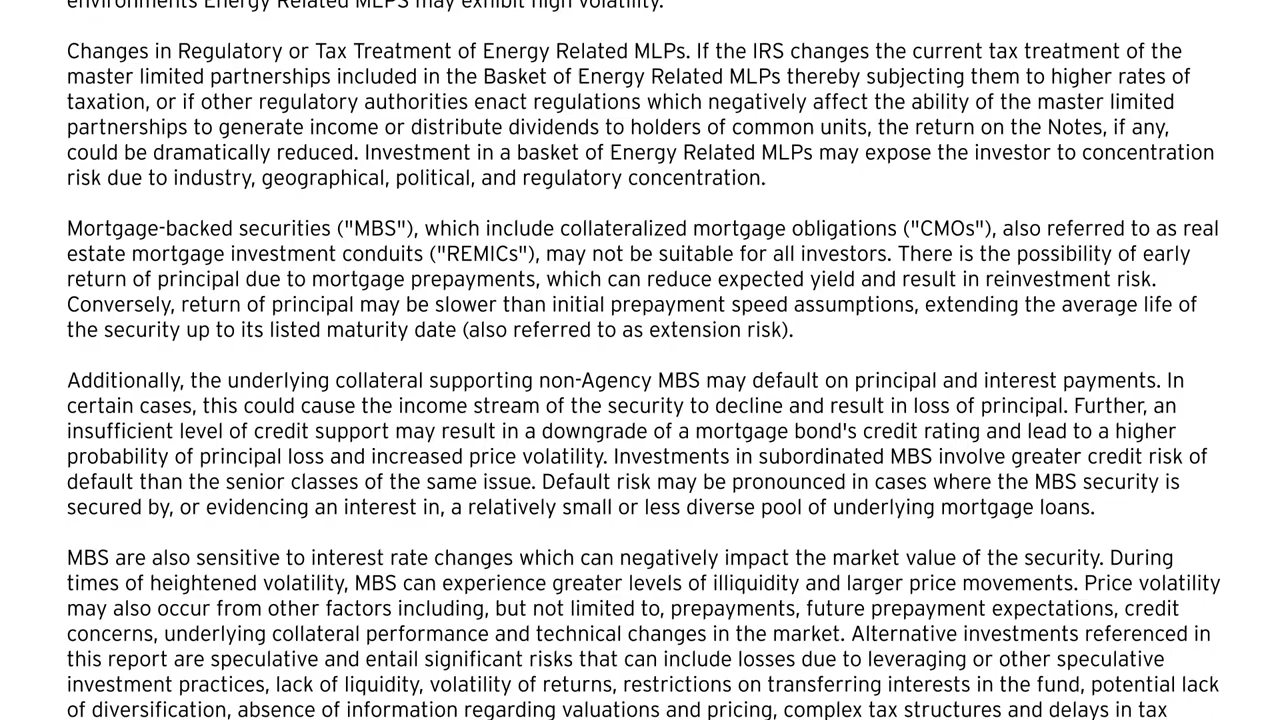 environments Energy Related MLPS may exhibit high volatility.
Changes in Regulatory or Tax Treatment of Energy Related MLPs. If the IRS changes the current tax treatment of the
master limited partnerships included in the Basket of Energy Related MLPs thereby subjecting them to higher rates of
taxation, or if other regulatory authorities enact regulations which negatively affect the ability of the master limited
partnerships to generate income or distribute dividends to holders of common units, the return on the Notes, if any,
could be dramatically reduced. Investment in a basket of Energy Related MLPs may expose the investor to concentration
risk due to industry, geographical, political, and regulatory concentration.
Mortgage-backed securities ("MBS"), which include collateralized mortgage obligations ("CMOs"), also referred to as real
estate mortgage investment conduits ("REMICs"), may not be suitable for all investors. There is the possibility of early
return of principal due to mortgage prepayments, which can reduce expected yield and result in reinvestment risk.
Conversely, return of principal may be slower than initial prepayment speed assumptions, extending the average life of
the security up to its listed maturity date (also referred to as extension risk).
Additionally, the underlying collateral supporting non-Agency MBS may default on principal and interest payments. In
certain cases, this could cause the income stream of the security to decline and result in loss of principal. Further, an
insufficient level of credit support may result in a downgrade of a mortgage bond's credit rating and lead to a higher
probability of principal loss and increased price volatility. Investments in subordinated MBS involve greater credit risk of
default than the senior classes of the same issue. Default risk may be pronounced in cases where the MBS security is
secured by, or evidencing an interest in, a relatively small or less diverse pool of underlying mortgage loans.
MBS are also sensitive to interest rate changes which can negatively impact the market value of the security. During
times of heightened volatility, MBS can experience greater levels of illiquidity and larger price movements. Price volatility
may also occur from other factors including, but not limited to, prepayments, future prepayment expectations, credit
concerns, underlying collateral performance and technical changes in the market. Alternative investments referenced in
this report are speculative and entail significant risks that can include losses due to leveraging or other speculative
investment practices, lack of liquidity, volatility of returns, restrictions on transferring interests in the fund, potential lack
of diversification, absence of information regarding valuations and pricing, complex tax structures and delays in tax